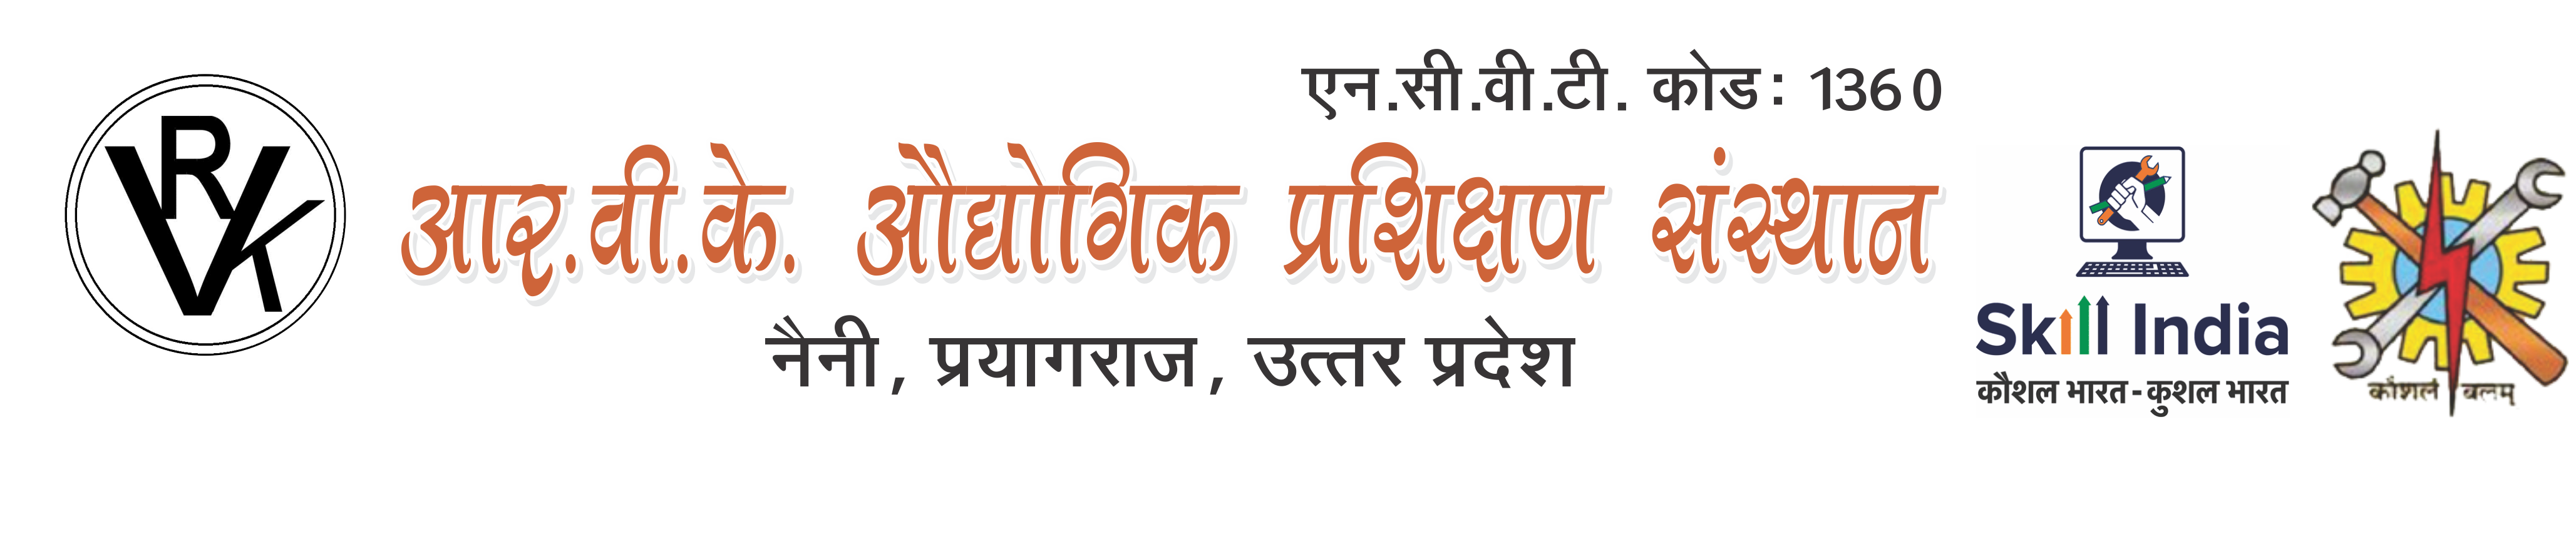 एन.सी.वी.टी. कोड: 1360
RVK
आर.वी.के. औद्योगिक प्रशिक्षण संस्थान
नैनी, प्रयागराज, उत्तर प्रदेश
Skill India
कौशल भारत-कुशल भारत
कौशलं बलम्